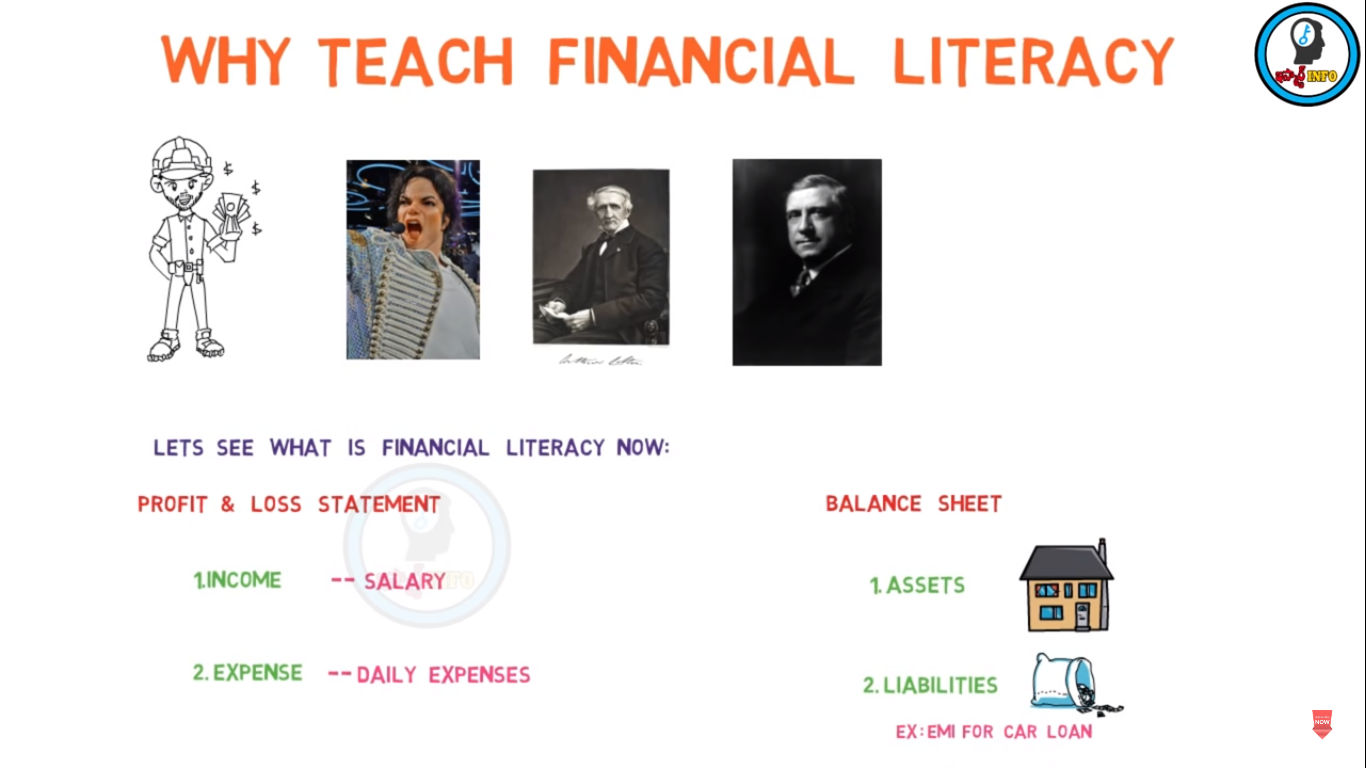 WHY TEACH FINANCIAL LITERACY
INFO
$
$
$
LETS SEE WHAT IS FINANCIAL LITERACY NOW:
PROFIT & LOSS STATEMENT
BALANCE SHEET
1.INCOME -- SALARY
1. ASSETS
2. EXPENSE -- DAILY EXPENSES
2. LIABILITIES
EX: EMI FOR CAR LOAN
NOW